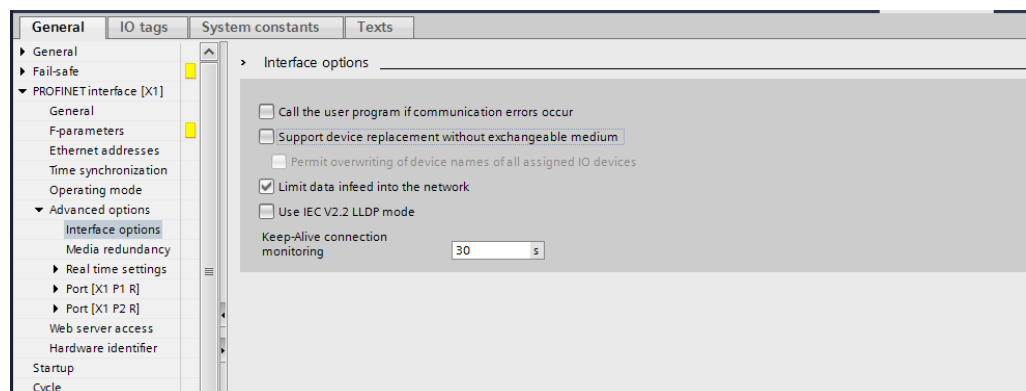 General IO tags System constants Texts
General
Fail-safe
PROFINET interface [X1]
General
F-parameters
Ethernet addresses
Time synchronization
Operating mode
Advanced options
Interface options
Media redundancy
Real time settings
Port [X1 P1 R]
Port [X1 P2 R]
Web server access
Hardware identifier
Startup
Cycle
Interface options
Call the user program if communication errors occur
Support device replacement without exchangeable medium
Permit overwriting of device names of all assigned IO devices
Limit data infeed into the network
Use IEC V2.2 LLDP mode
Keep-Alive connection
monitoring 30 s